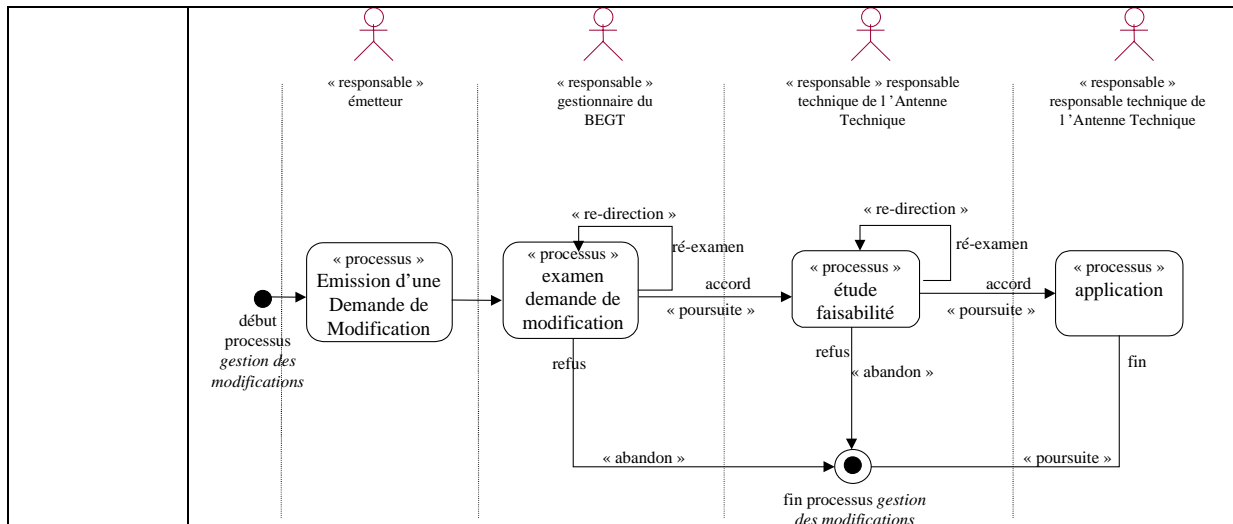 « responsable »
émetteur
« responsable »
gestionnaire du
BEGT
« responsable » responsable
technique de l ’Antenne
Technique
« responsable »
responsable technique de
l ’Antenne Technique
« re-direction »
ré-examen
« re-direction »
ré-examen
« processus »
Emission d’une
Demande de
Modification
« processus »
examen
demande de
modification
accord
« poursuite »
« processus »
étude
faisabilité
accord
« poursuite »
« processus »
application
début
processus
gestion des
modifications
refus
refus
« abandon »
fin
« abandon »
« poursuite »
fin processus gestion
des modifications